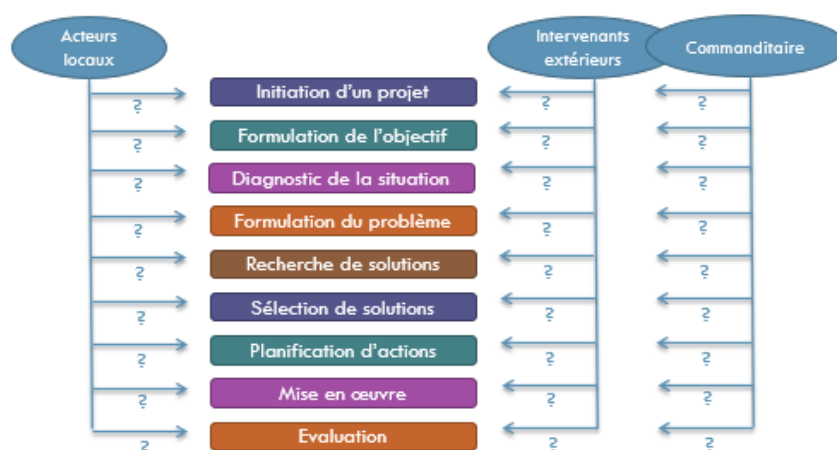 Acteurs
locaux
Intervenants
extérieurs
Commanditaire
Initiation d'un projet
? ? ?
Formulation de l'objectif
? ? ?
Diagnostic de la situation
? ? ?
Formulation du problème
? ? ?
Recherche de solutions
? ? ?
Sélection de solutions
? ? ?
Planification d'actions
? ? ?
Mise en œuvre
? ? ?
Evaluation
? ? ?